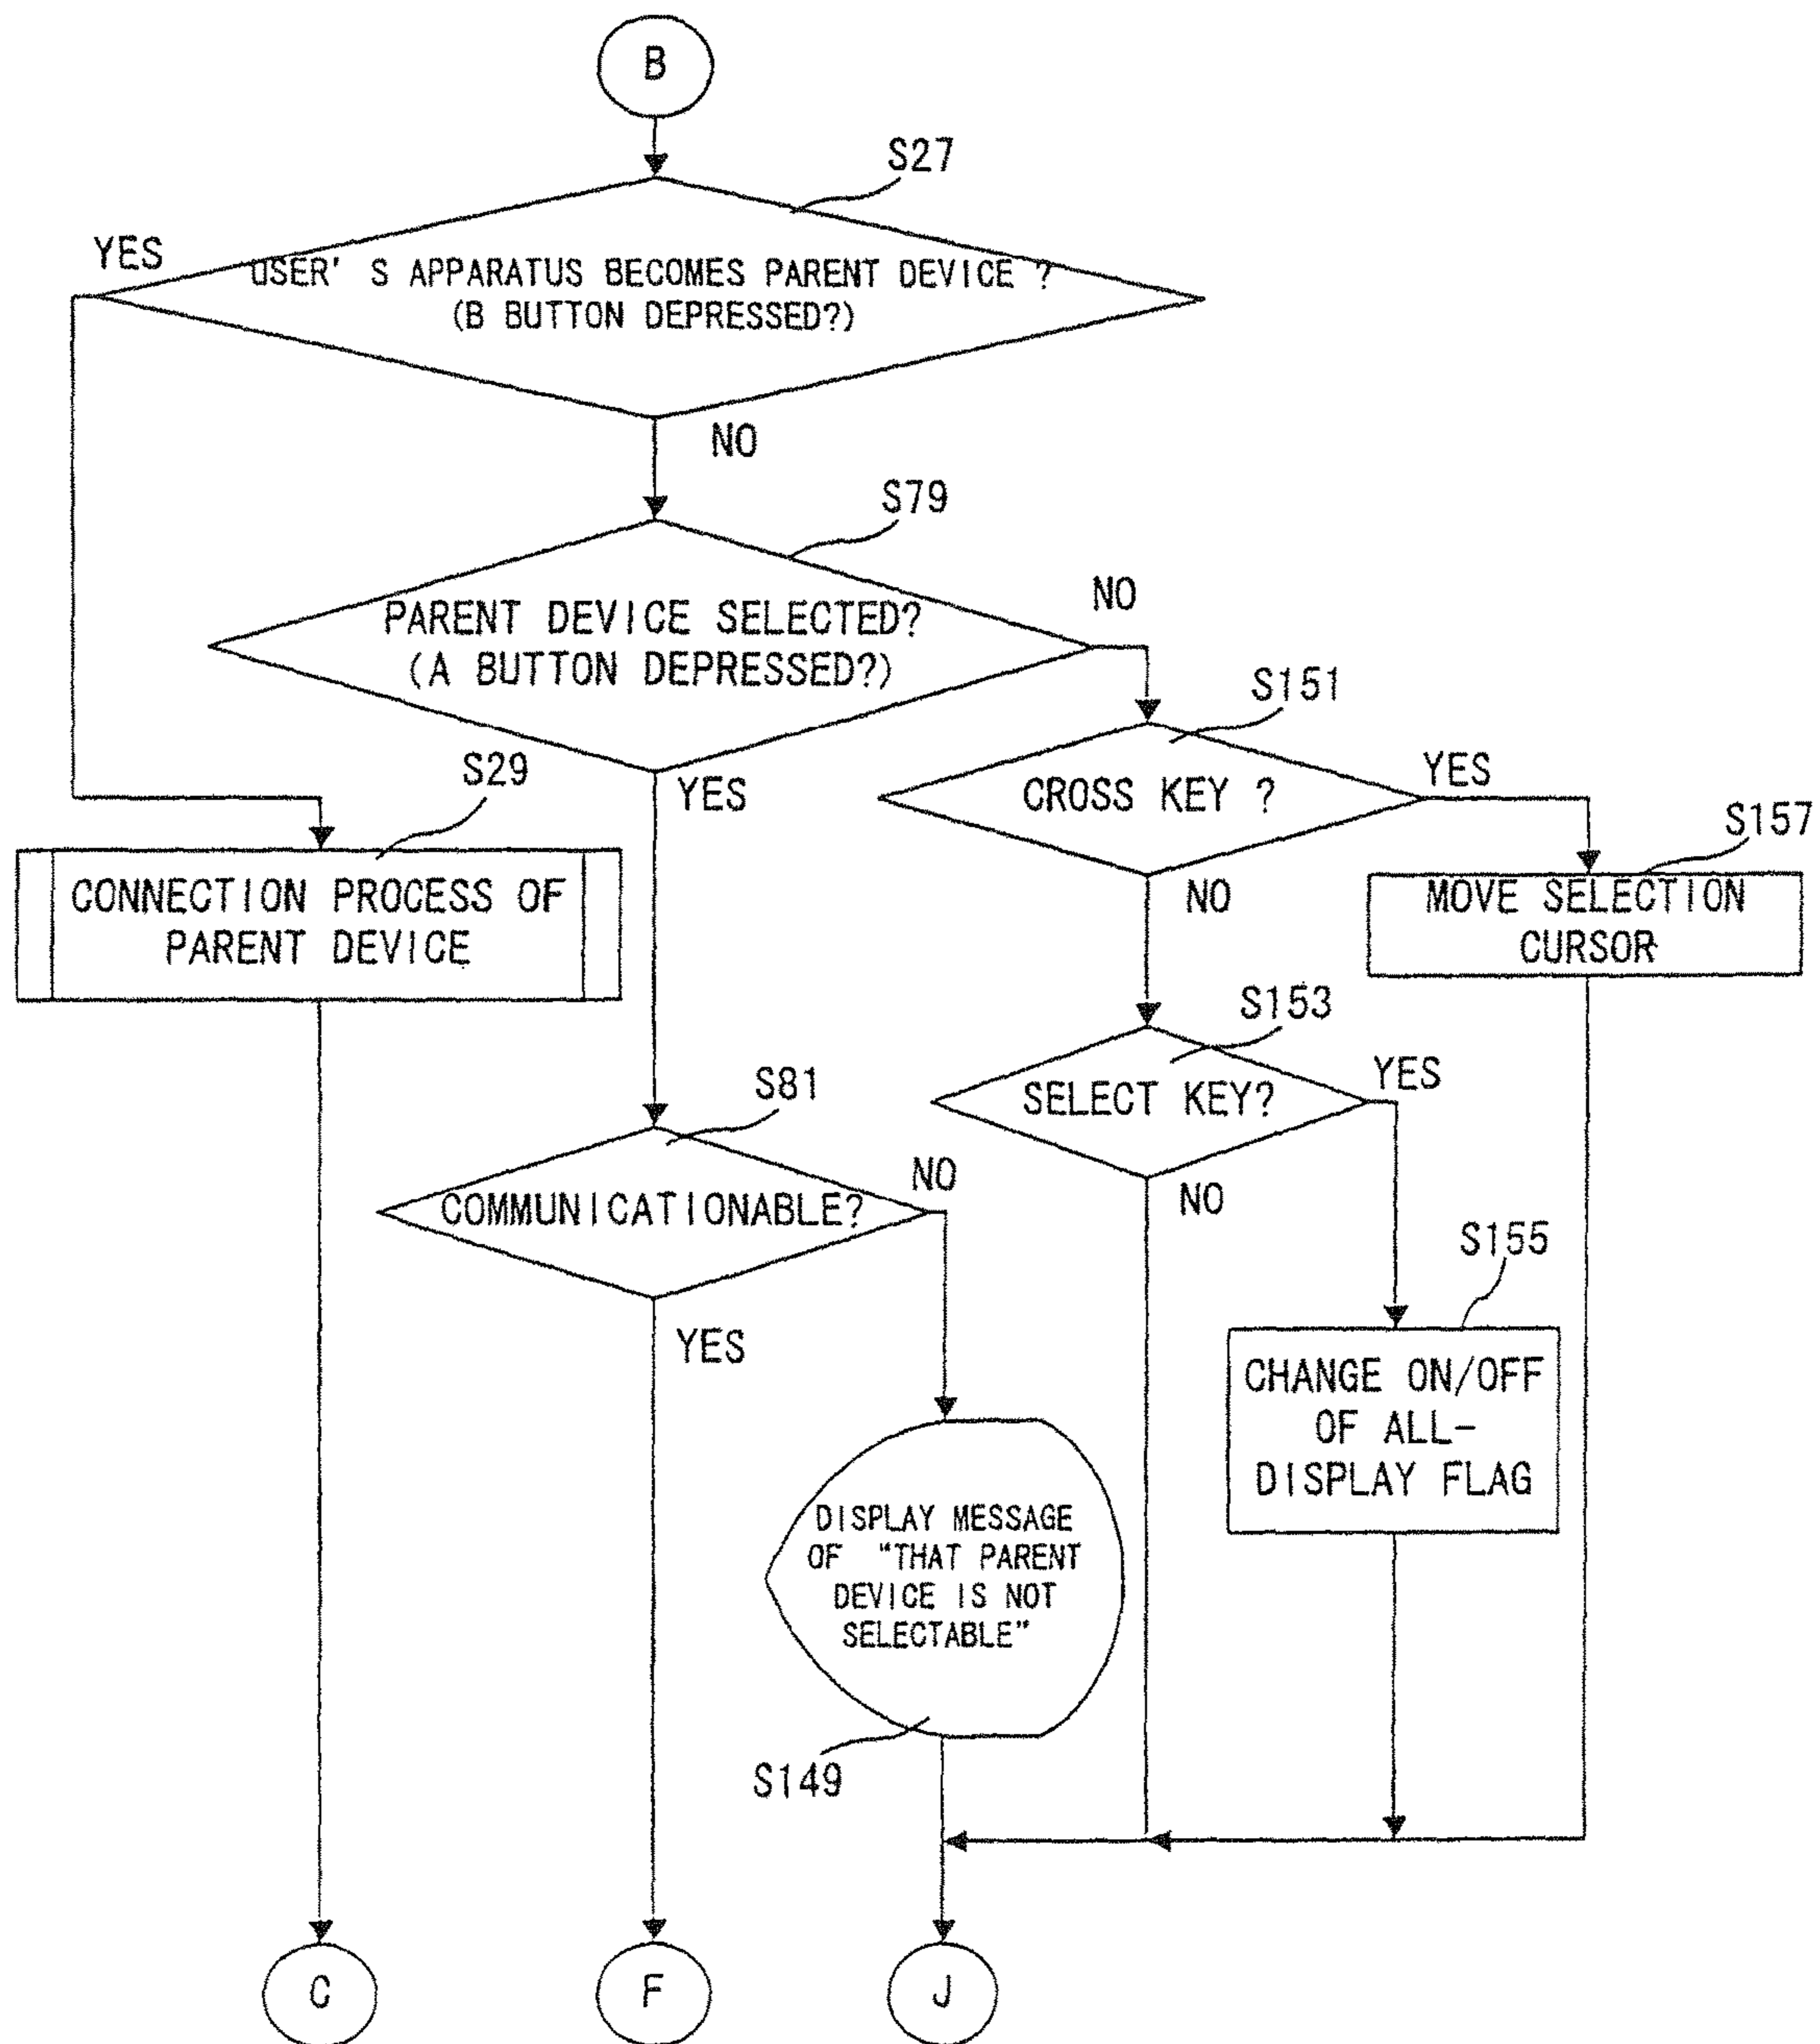 B
S27
YES
USER'S APPARATUS BECOMES PARENT DEVICE ?
(B BUTTON DEPRESSED?)
NO
S79
PARENT DEVICE SELECTED?
(A BUTTON DEPRESSED?)
NO
YES
S151
CROSS KEY ?
YES
NO
S29
CONNECTION PROCESS OF
PARENT DEVICE
S157
MOVE SELECTION
CURSOR
S153
SELECT KEY?
YES
NO
S81
COMMUNICATIONABLE?
NO
YES
S155
CHANGE ON/OFF
OF ALL-
DISPLAY FLAG
DISPLAY MESSAGE
OF "THAT PARENT
DEVICE IS NOT
SELECTABLE"
S149
C
F
J